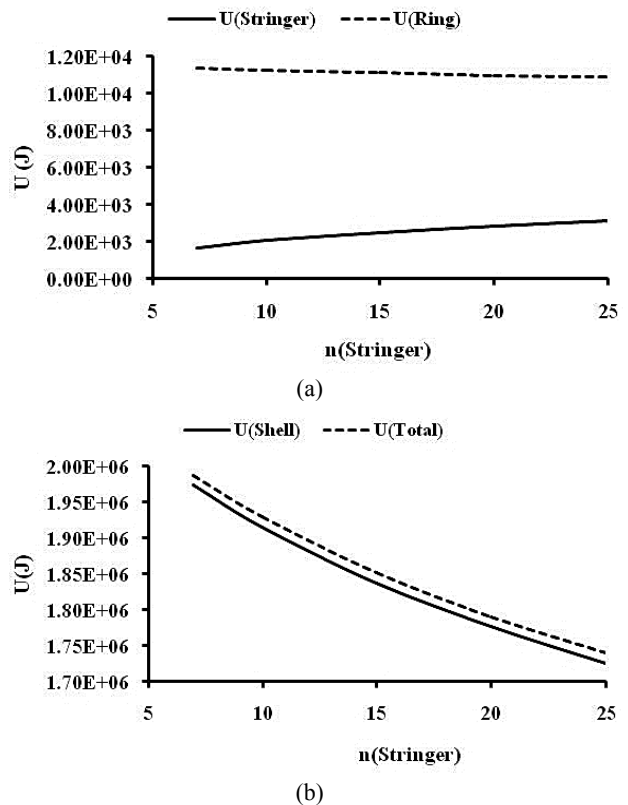 U(Stringer) U(Ring)
(a)
1.20E+04
1.00E+04
8.00E+03
6.00E+03
4.00E+03
2.00E+03
0.00E+00
U (J)
5 10 15 20 25
n(Stringer)
(a)
U(Shell) U(Total)
2.00E+06
1.95E+06
1.90E+06
1.85E+06
1.80E+06
1.75E+06
1.70E+06
U(J)
5 10 15 20 25
n(Stringer)
(b)